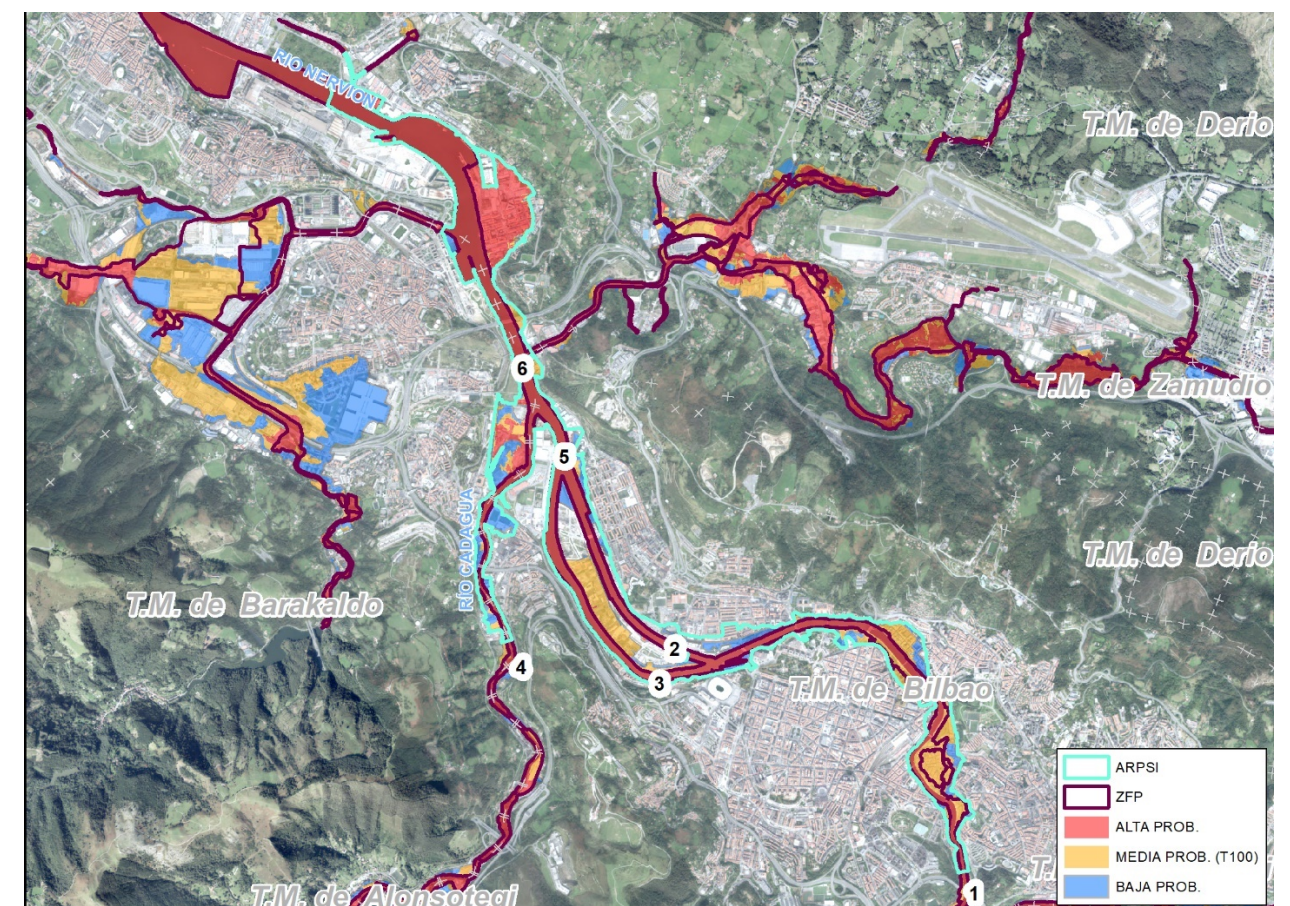 RÍO NERVIÓN
T.M. de Derio
T.M. de Zamudio
6
5
RÍO CADAGUA
T.M. de Derio
T.M. de Barakaldo
2
4
3
T.M. de Bilbao
ARPSI
ZFP
ALTA PROB.
MEDIA PROB. (T100)
BAJA PROB.
T.M. de Alonsotegi
1